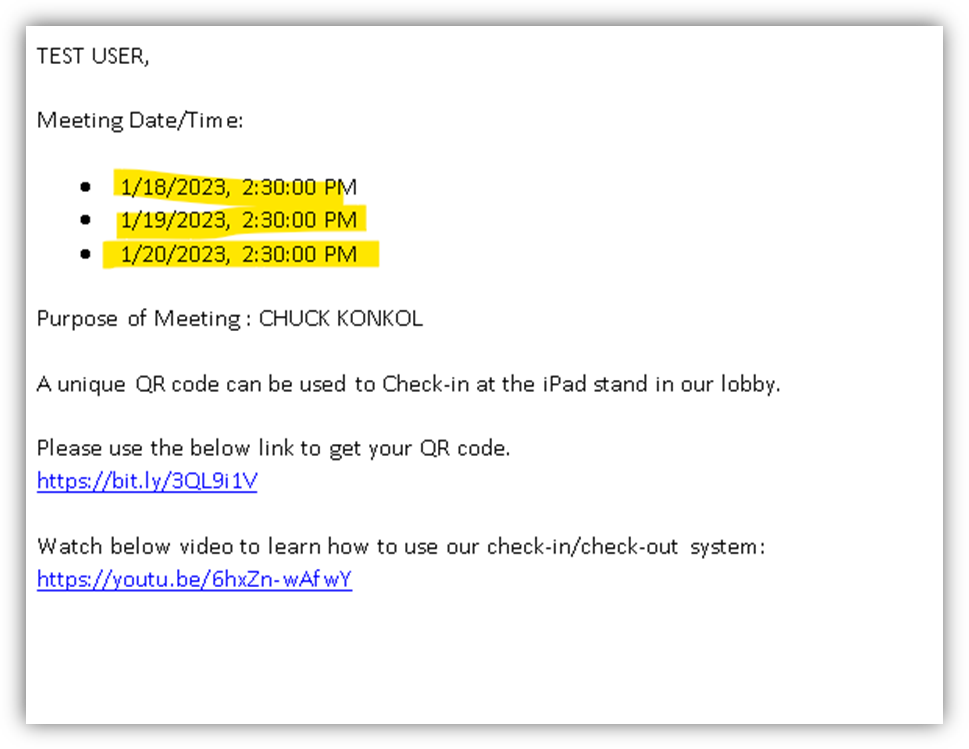 TEST USER,
Meeting Date/Time:
• 1/18/2023, 2:30:00 PM
• 1/19/2023, 2:30:00 PM
• 1/20/2023, 2:30:00 PM
Purpose of Meeting : CHUCK KONKOL
A unique QR code can be used to Check-in at the iPad stand in our lobby.
Please use the below link to get your QR code.
https://bit.ly/3QL9i1V
Watch below video to learn how to use our check-in/check-out system:
https://youtu.be/6hxZn-wAfwY